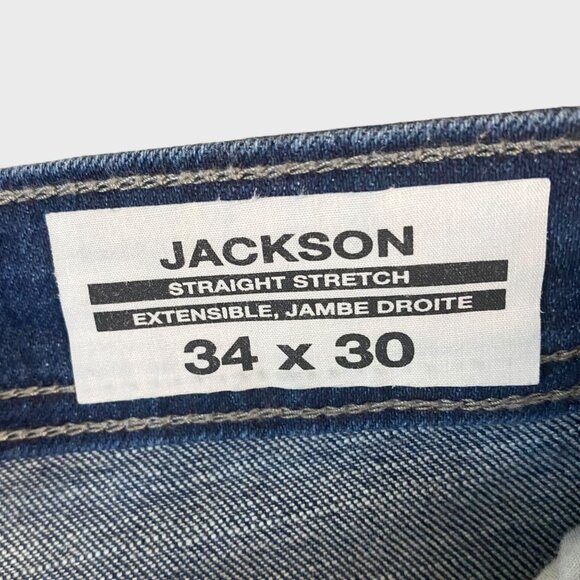 JACKSON
STRAIGHT STRETCH
EXTENSIBLE, JAMBE DROITE
34 x 30